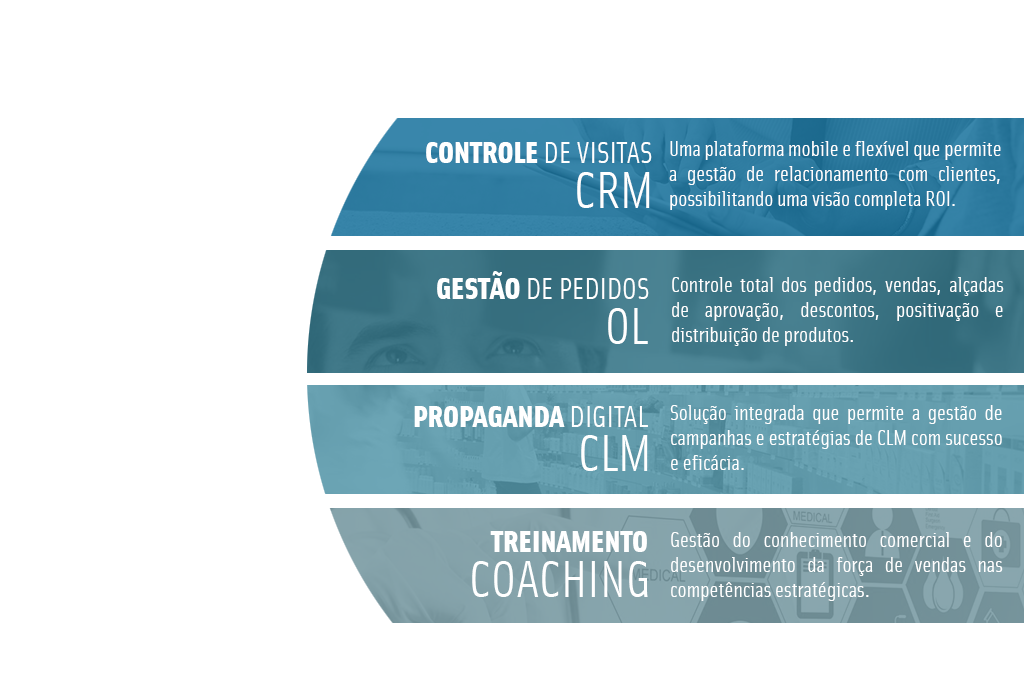 CONTROLE DE VISITAS
CRM
Uma plataforma mobile e flexível que permite
a gestão de relacionamento com clientes,
possibilitando uma visão completa ROI.
GESTÃO DE PEDIDOS
OL
Controle total dos pedidos, vendas, alçadas
de aprovação, descontos, positivação e
distribuição de produtos.
PROPAGANDA DIGITAL
CLM
Solução integrada que permite a gestão de
campanhas e estratégias de CLM com sucesso
e eficácia.
TREINAMENTO
COACHING
Gestão do conhecimento comercial e do
desenvolvimento da força de vendas nas
competências estratégicas.
MEDICAL
MEDICAL